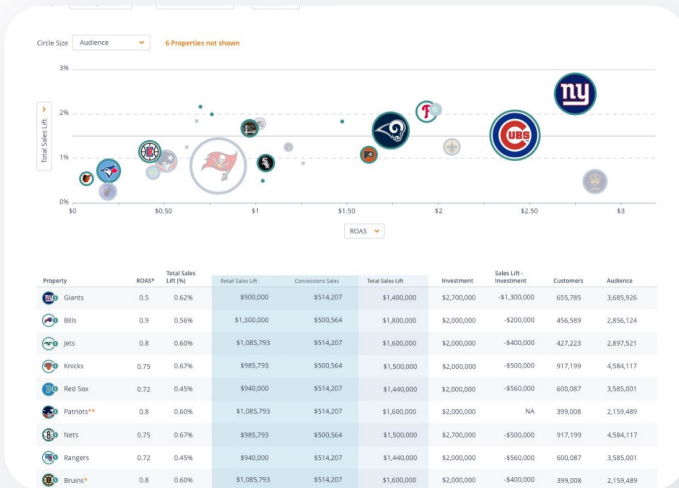 Circle Size Audience 6 Properties not shown
3%
2%
1%
0%
Total Sales Lift
$0 $0.50 $1 $1.50 $2 $2.50 $3
ROAS
Property ROAS* Total Sales Lift (%) Retail Sales Lift Concessions Sales Total Sales Lift Investment Sales Lift - Investment Customers Audience
Giants 0.5 0.62% $900,000 $514,207 $1,400,000 $2,700,000 -$1,300,000 655,785 3,685,926
Bills 0.9 0.56% $1,300,000 $500,564 $1,800,000 $2,000,000 -$200,000 456,589 2,856,124
Jets 0.8 0.60% $1,085,793 $514,207 $1,600,000 $2,000,000 -$400,000 427,223 2,897,521
Knicks 0.75 0.67% $985,793 $500,564 $1,500,000 $2,000,000 -$500,000 917,199 4,584,117
Red Sox 0.72 0.45% $940,000 $514,207 $1,440,000 $2,000,000 -$560,000 600,087 3,585,001
Patriots** 0.8 0.60% $1,085,793 $514,207 $1,600,000 $2,000,000 NA 399,008 2,159,489
Nets 0.75 0.67% $985,793 $500,564 $1,500,000 $2,700,000 -$500,000 917,199 4,584,117
Rangers 0.72 0.45% $940,000 $514,207 $1,440,000 $2,000,000 -$560,000 600,087 3,585,001
Bruins* 0.8 0.60% $1,085,793 $514,207 $1,600,000 $2,000,000 -$400,000 399,008 2,159,489
ny
CUBS